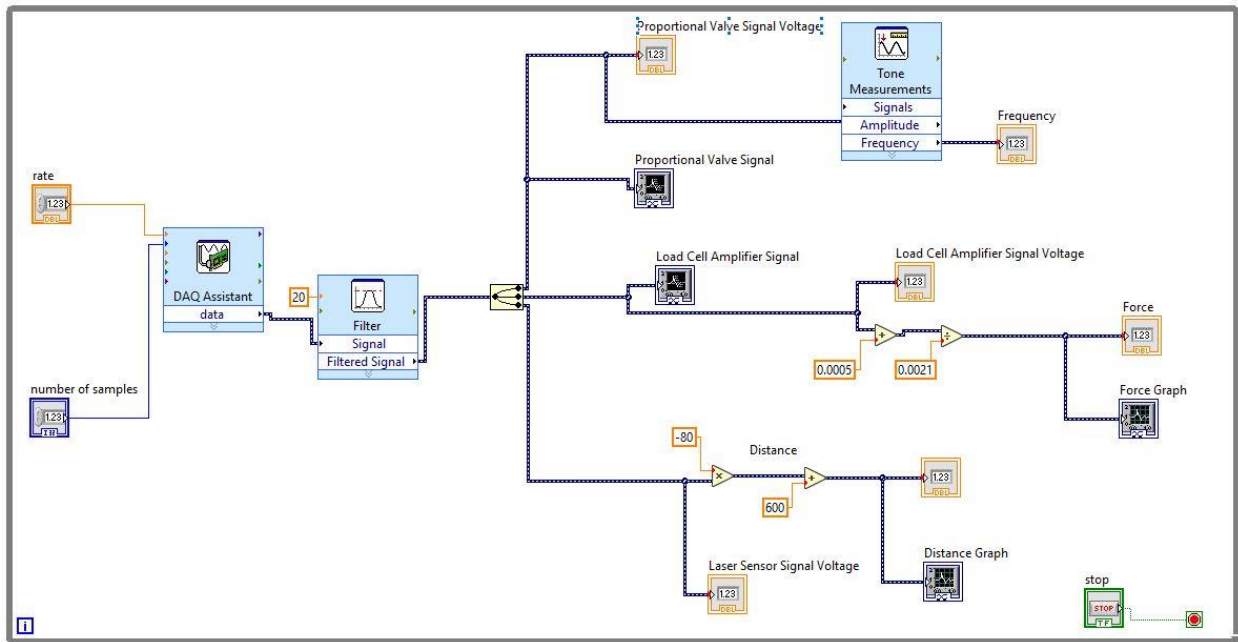 Proportional Valve Signal Voltage
1.23
DBL
Tone
Measurements
Signals
Amplitude
Frequency
Frequency
1.23
DBL
Proportional Valve Signal
rate
1.23
DBL
DAQ Assistant
data
20
Filter
Signal
Filtered Signal
Load Cell Amplifier Signal
Load Cell Amplifier Signal Voltage
1.23
DBL
Force
1.23
DBL
+
÷
0.0005
0.0021
number of samples
1.23
Force Graph
-80
Distance
×
+
600
1.23
DBL
Laser Sensor Signal Voltage
1.23
DBL
Distance Graph
stop
STOP
TF
i